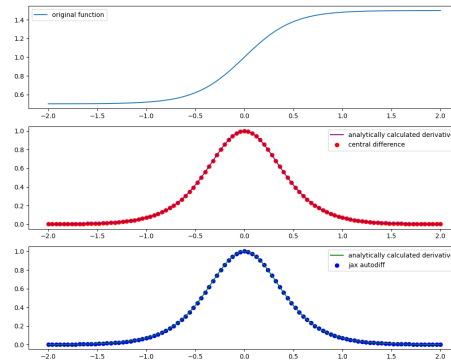 original function
1.4
1.2
1.0
0.8
0.6
−2.0 −1.5 −1.0 −0.5 0.0 0.5 1.0 1.5 2.0
analytically calculated derivative
central difference
1.0
0.8
0.6
0.4
0.2
0.0
−2.0 −1.5 −1.0 −0.5 0.0 0.5 1.0 1.5 2.0
analytically calculated derivative
jax autodiff
1.0
0.8
0.6
0.4
0.2
0.0
−2.0 −1.5 −1.0 −0.5 0.0 0.5 1.0 1.5 2.0